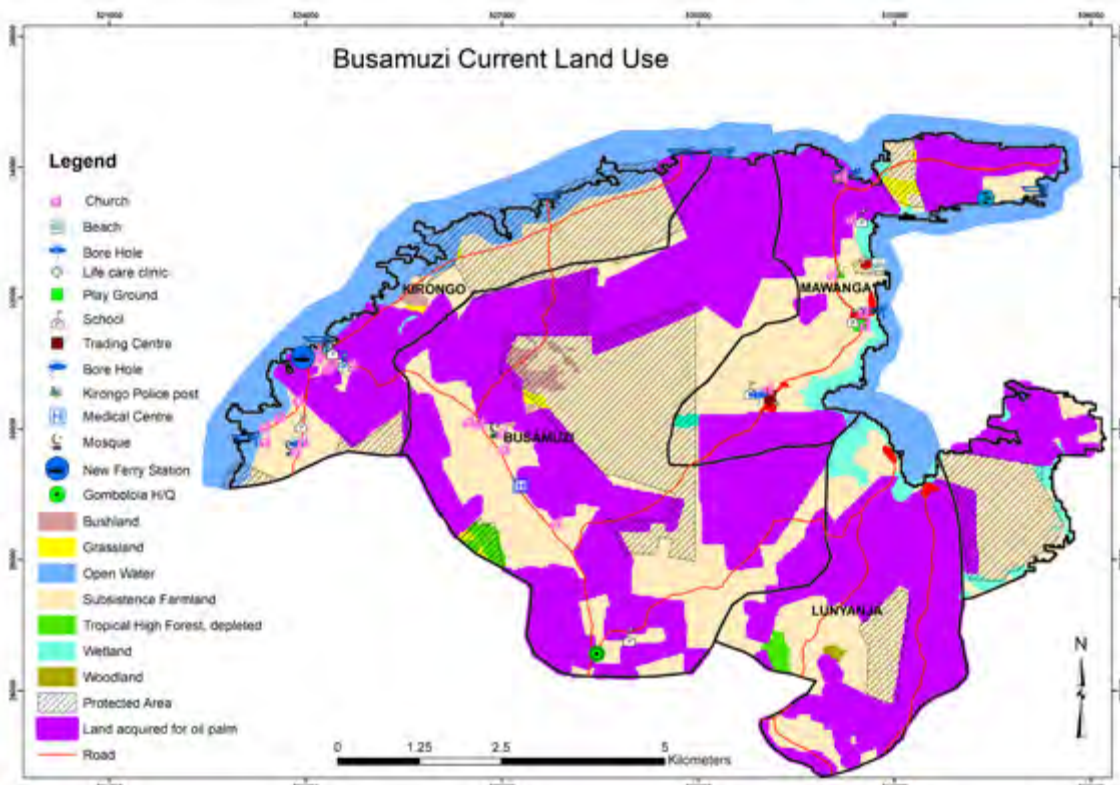 Busamuzi Current Land Use
Legend
Church
Beach
Bore Hole
Life care clinic
Play Ground
School
Trading Centre
Bore Hole
Kirongo Police post
Medical Centre
Mosque
New Ferry Station
Gombolola H/Q
Bushland
Grassland
Open Water
Subsistence Farmland
Tropical High Forest, depleted
Wetland
Woodland
Protected Area
Land acquired for oil palm
Road
KIRONGO
MAWANGA
BUSAMUZI
LUNYANJA
H
N
0 1.25 2.5 5
Kilometers